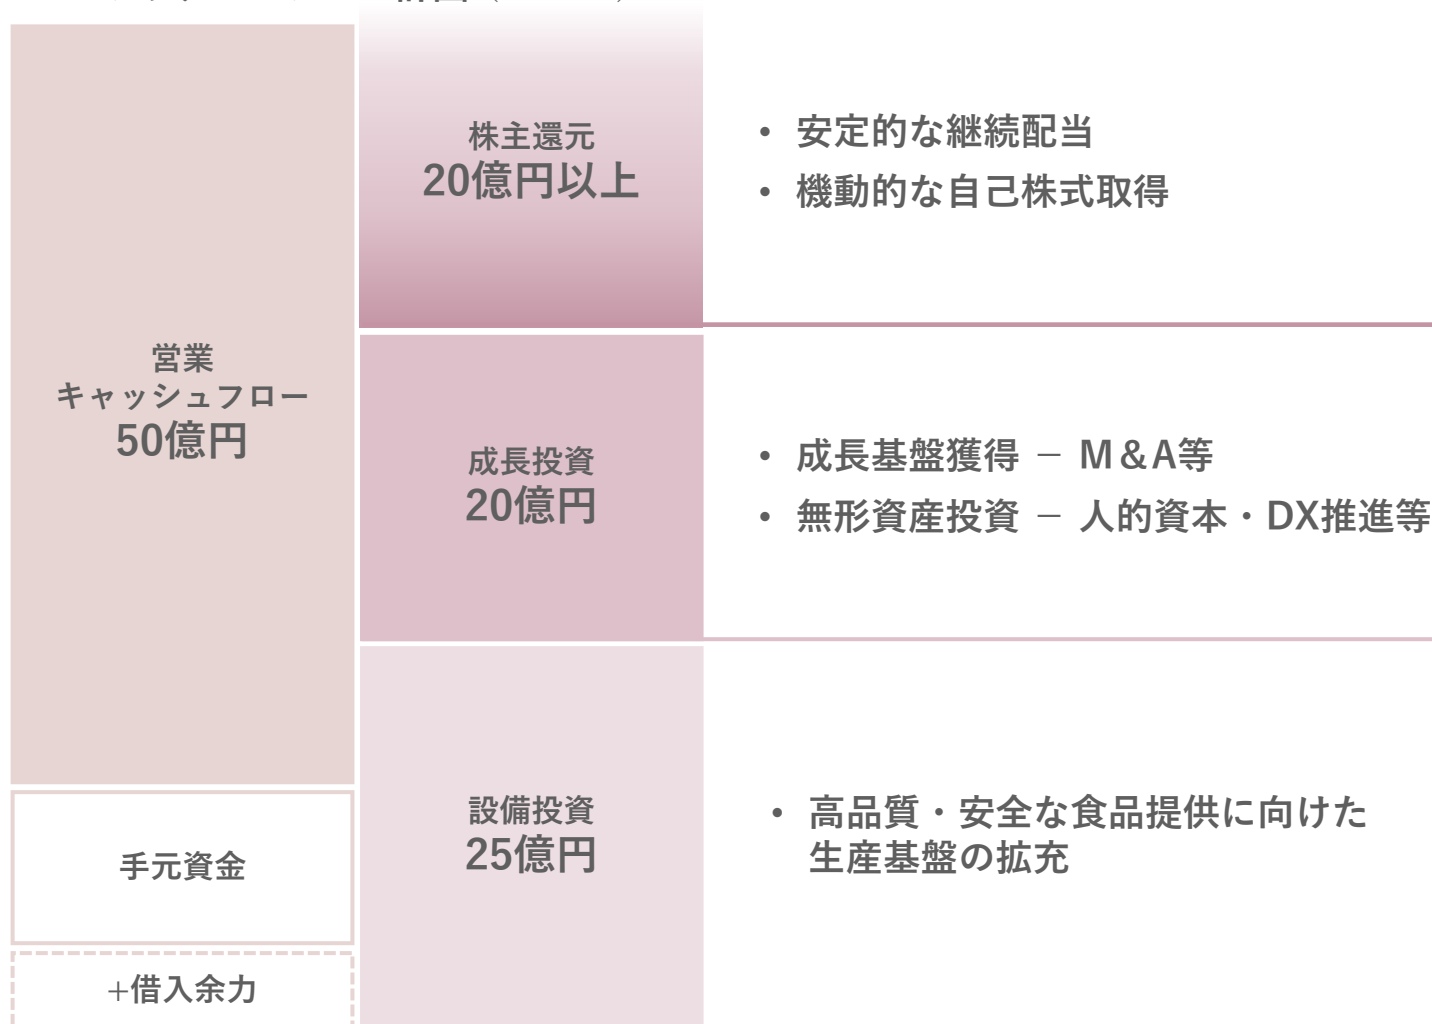 営業
キャッシュフロー
50億円
手元資金
+借入余力
株主還元
20億円以上
• 安定的な継続配当
• 機動的な自己株式取得
成長投資
20億円
• 成長基盤獲得 － M＆A等
• 無形資産投資 － 人的資本・DX推進等
設備投資
25億円
• 高品質・安全な食品提供に向けた
生産基盤の拡充